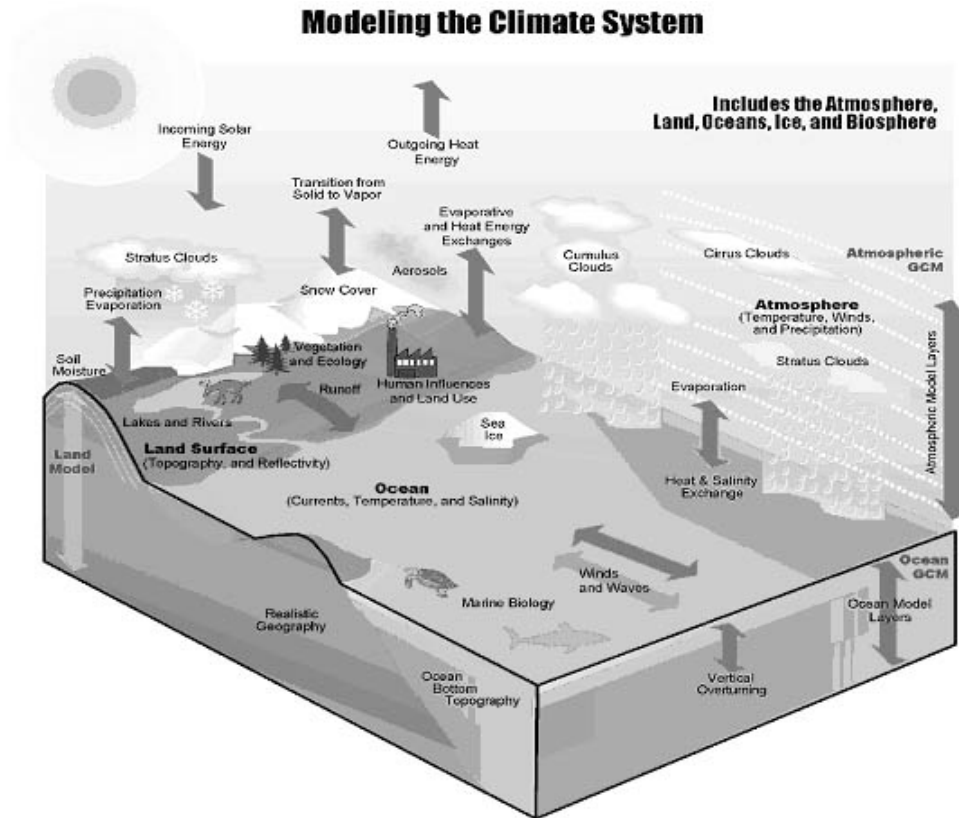 Modeling the Climate System
Includes the Atmosphere,
Land, Oceans, Ice, and Biosphere
Incoming Solar
Energy
Outgoing Heat
Energy
Transition from
Solid to Vapor
Evaporative
and Heat Energy
Exchanges
Stratus Clouds
Aerosols
Cumulus
Clouds
Cirrus Clouds
Atmospheric
GCM
Snow Cover
Precipitation
Evaporation
Atmosphere
(Temperature, Winds,
and Precipitation)
Stratus Clouds
Atmospheric Model Layers
Vegetation
and Ecology
Soil
Moisture
Human Influences
and Land Use
Runoff
Evaporation
Lakes and Rivers
Sea
Ice
Land Surface
(Topography, and Reflectivity)
Land
Model
Heat & Salinity
Exchange
Ocean
(Currents, Temperature, and Salinity)
Ocean
GCM
Winds
and Waves
Marine Biology
Ocean Model
Layers
Realistic
Geography
Ocean
Bottom
Topography
Vertical
Overturning